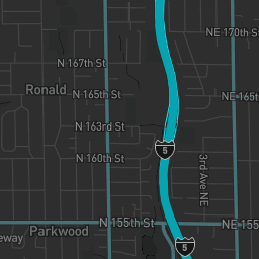 NE 170th St
N 167th St
Ronald
N 165th St
NE 165t
N 163rd St
5
N 160th St
3rd Ave NE
N 155th St
NE 155
Parkwood
eway
5